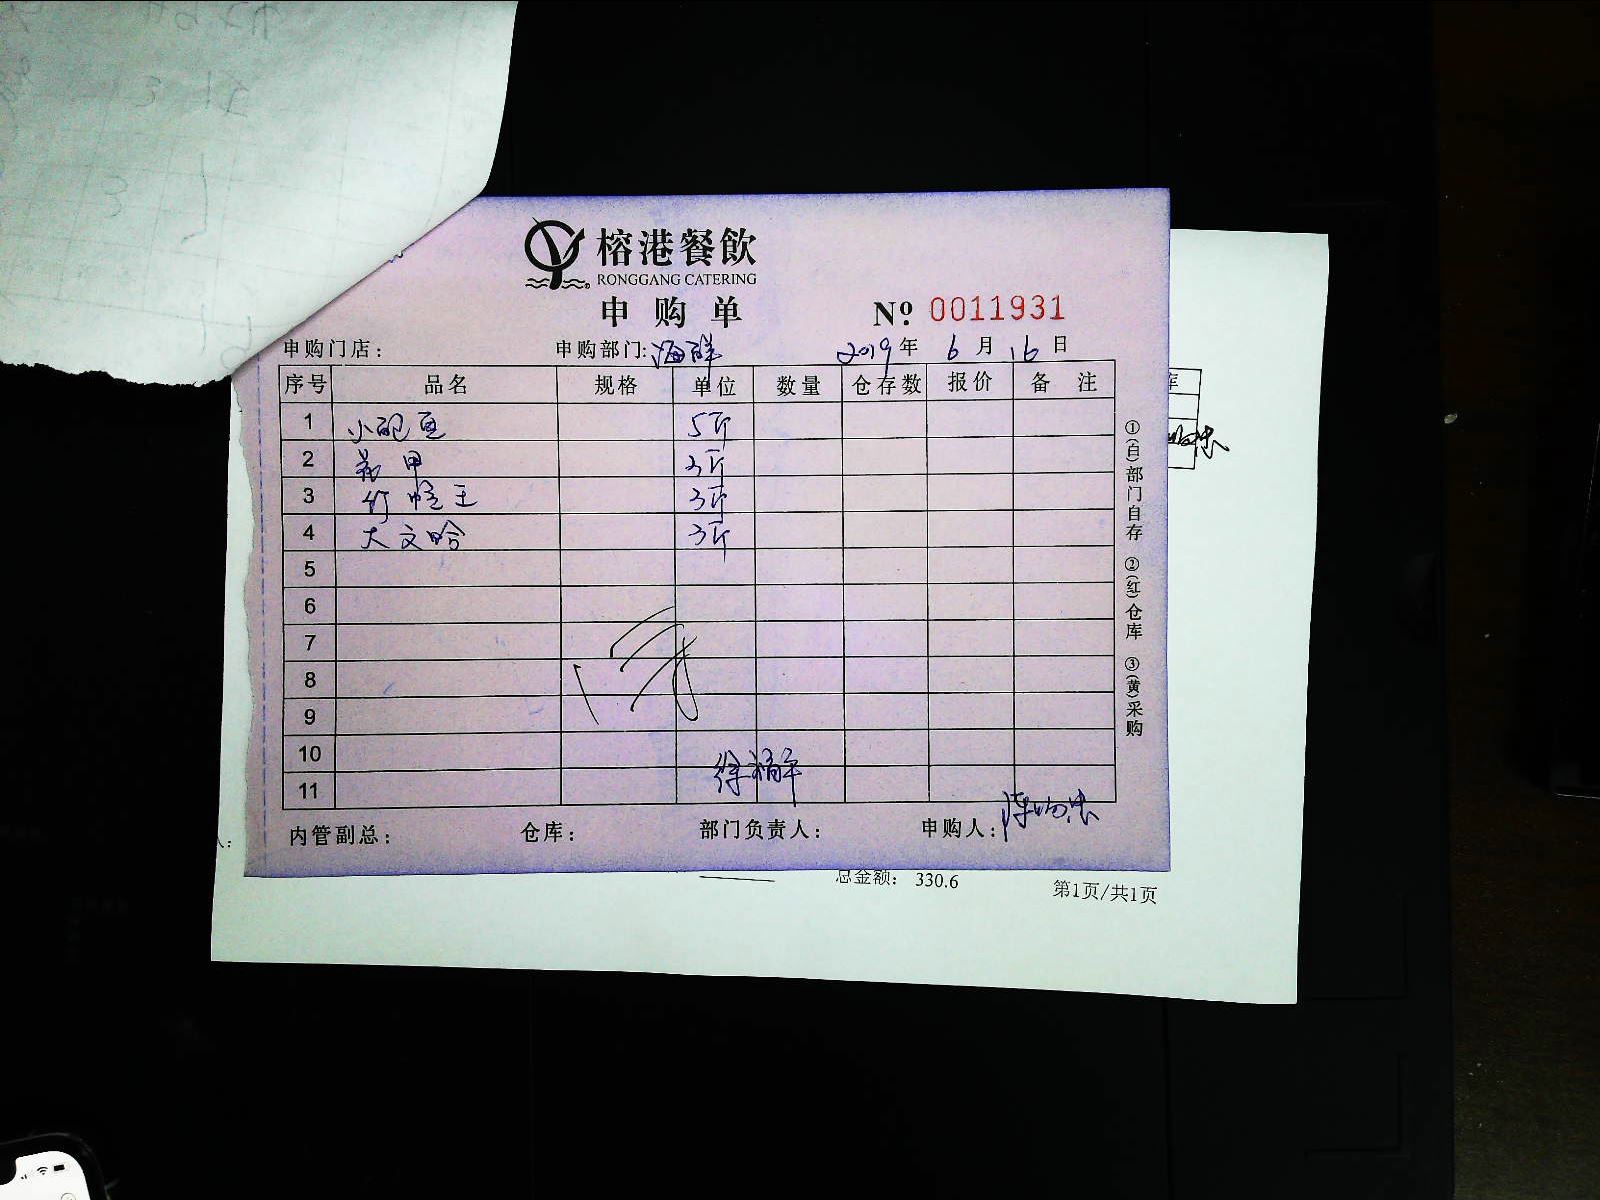 榕港餐飲
RONGGANG CATERING
申购单
Nº 0011931
申购门店: 申购部门:海鲜 2019年 6月 16日
序号 品名 规格 单位 数量 仓存数 报价 备注
1 小鲍鱼 5斤
2 花甲 3斤
3 竹蛏王 3斤
4 大文哈 3斤
5
6
7
8
9
10
11
内管副总: 仓库: 部门负责人: 申购人:
①(白)部门自存 ②(红)仓库 ③(黄)采购
总金额: 330.6
第1页/共1页